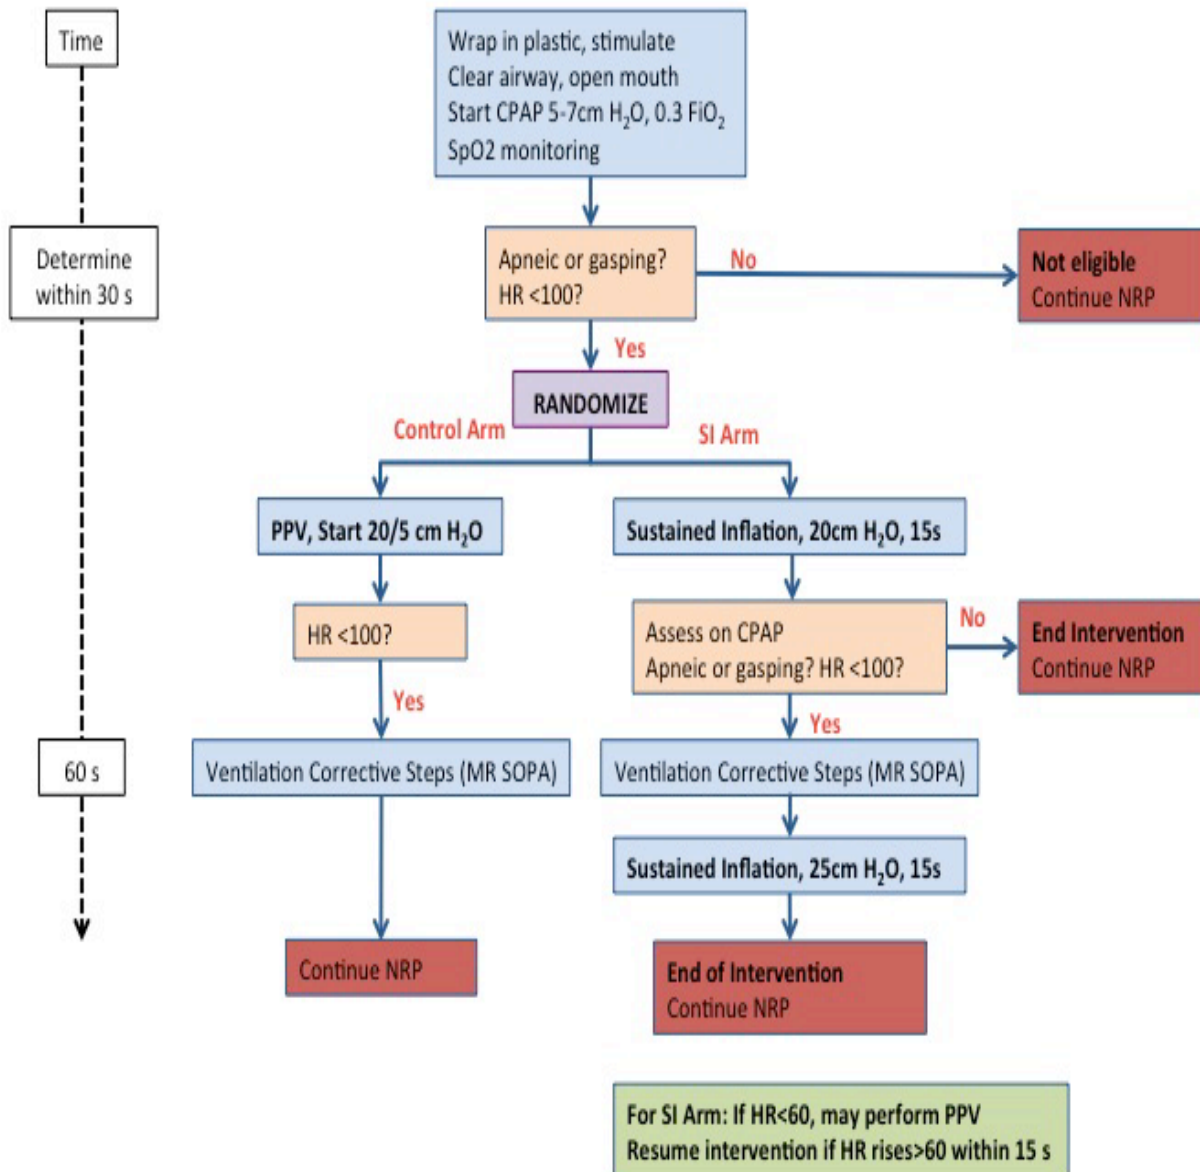 Time
Wrap in plastic, stimulate
Clear airway, open mouth
Start CPAP 5-7cm H₂O, 0.3 FiO₂
SpO2 monitoring
Determine
within 30 s
Apneic or gasping?
HR <100?
No
Not eligible
Continue NRP
Yes
RANDOMIZE
Control Arm
SI Arm
PPV, Start 20/5 cm H₂O
Sustained Inflation, 20cm H₂O, 15s
HR <100?
Assess on CPAP
Apneic or gasping? HR <100?
No
End Intervention
Continue NRP
Yes
Yes
60 s
Ventilation Corrective Steps (MR SOPA)
Ventilation Corrective Steps (MR SOPA)
Sustained Inflation, 25cm H₂O, 15s
Continue NRP
End of Intervention
Continue NRP
For SI Arm: If HR<60, may perform PPV
Resume intervention if HR rises>60 within 15 s